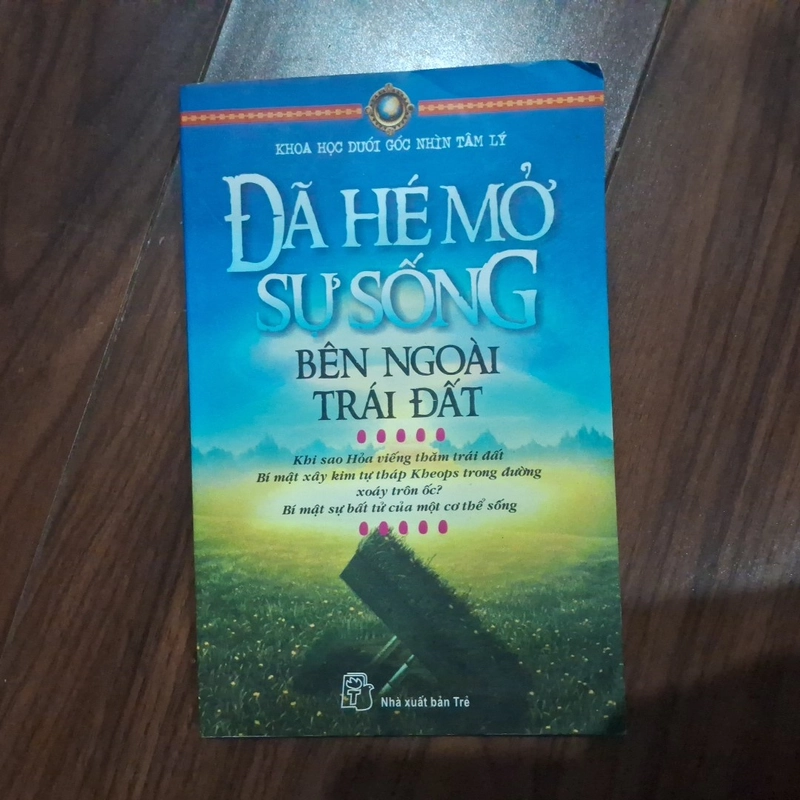 KHOA HỌC DƯỚI GÓC NHÌN TÂM LÝ
ĐÃ HÉ MỞ
SỰ SỐNG
BÊN NGOÀI
TRÁI ĐẤT
Khi sao Hỏa viếng thăm trái đất
Bí mật xây kim tự tháp Kheops trong đường
xoáy trôn ốc?
Bí mật sự bất tử của một cơ thể sống
Nhà xuất bản Trẻ